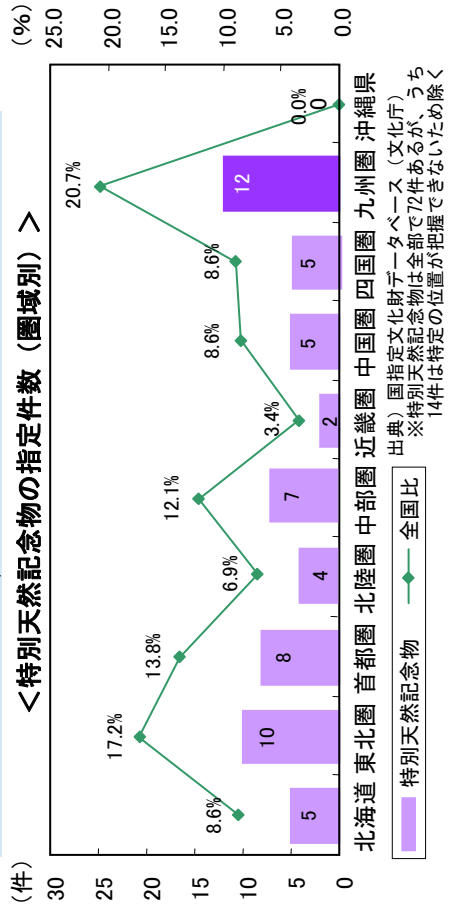 ＜特別天然記念物の指定件数（圏域別）＞
（件） （%）
30
25
20
15
10
5
0
25.0
20.0
15.0
10.0
5.0
0.0
8.6% 17.2% 13.8% 6.9% 12.1% 3.4% 8.6% 8.6% 20.7% 0.0%
5 10 8 4 7 2 5 5 12 0
北海道 東北圏 首都圏 北陸圏 中部圏 近畿圏 中国圏 四国圏 九州圏 沖縄県
特別天然記念物 全国比
出典）国指定文化財データベース（文化庁）
※特別天然記念物は全部で72件あるが、うち
14件は特定の位置が把握できないため除く